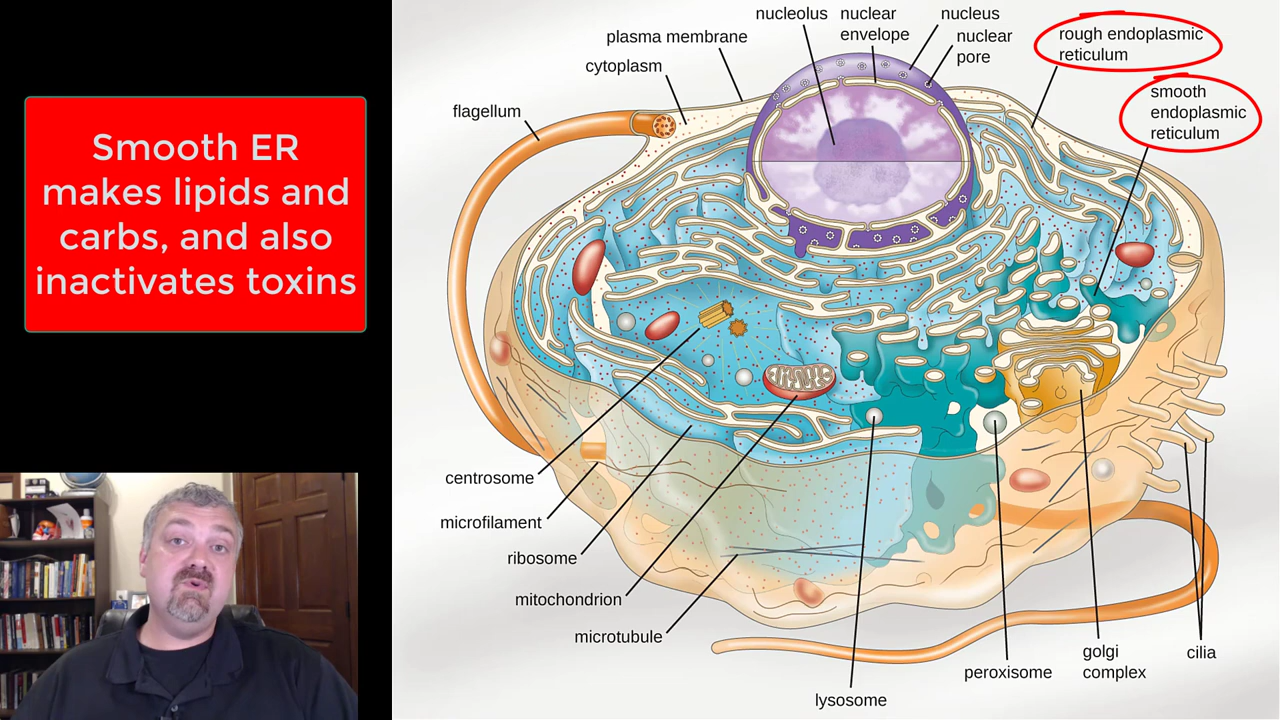 Smooth ER
makes lipids and
carbs, and also
inactivates toxins
nucleolus
nuclear
envelope
nucleus
nuclear
pore
rough endoplasmic
reticulum
smooth
endoplasmic
reticulum
plasma membrane
cytoplasm
flagellum
centrosome
microfilament
ribosome
mitochondrion
microtubule
lysosome
peroxisome
golgi
complex
cilia